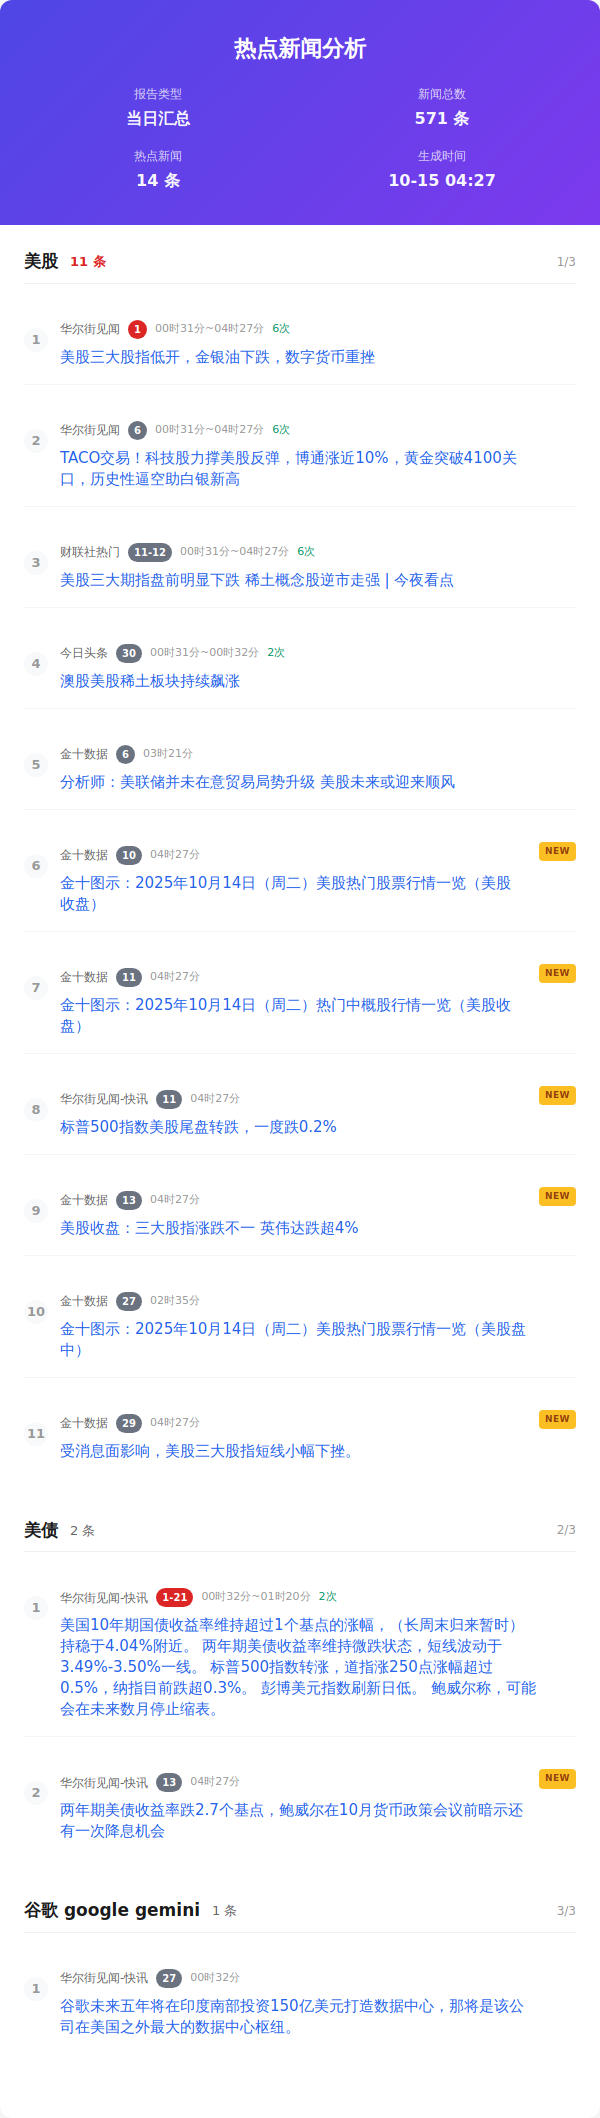 热点新闻分析
报告类型
当日汇总
新闻总数
571 条
热点新闻
14 条
生成时间
10-15 04:27
美股 11 条 1/3
1 华尔街见闻 1 00时31分~04时27分 6次
美股三大股指低开，金银油下跌，数字货币重挫
2 华尔街见闻 6 00时31分~04时27分 6次
TACO交易！科技股力撑美股反弹，博通涨近10%，黄金突破4100关
口，历史性逼空助白银新高
3 财联社热门 11-12 00时31分~04时27分 6次
美股三大期指盘前明显下跌 稀土概念股逆市走强 | 今夜看点
4 今日头条 30 00时31分~00时32分 2次
澳股美股稀土板块持续飙涨
5 金十数据 6 03时21分
分析师：美联储并未在意贸易局势升级 美股未来或迎来顺风
6 金十数据 10 04时27分 NEW
金十图示：2025年10月14日（周二）美股热门股票行情一览（美股
收盘）
7 金十数据 11 04时27分 NEW
金十图示：2025年10月14日（周二）热门中概股行情一览（美股收
盘）
8 华尔街见闻-快讯 11 04时27分 NEW
标普500指数美股尾盘转跌，一度跌0.2%
9 金十数据 13 04时27分 NEW
美股收盘：三大股指涨跌不一 英伟达跌超4%
10 金十数据 27 02时35分
金十图示：2025年10月14日（周二）美股热门股票行情一览（美股盘
中）
11 金十数据 29 04时27分 NEW
受消息面影响，美股三大股指短线小幅下挫。
美债 2 条 2/3
1 华尔街见闻-快讯 1-21 00时32分~01时20分 2次
美国10年期国债收益率维持超过1个基点的涨幅，（长周末归来暂时）
持稳于4.04%附近。 两年期美债收益率维持微跌状态，短线波动于
3.49%-3.50%一线。 标普500指数转涨，道指涨250点涨幅超过
0.5%，纳指目前跌超0.3%。 彭博美元指数刷新日低。 鲍威尔称，可能
会在未来数月停止缩表。
2 华尔街见闻-快讯 13 04时27分 NEW
两年期美债收益率跌2.7个基点，鲍威尔在10月货币政策会议前暗示还
有一次降息机会
谷歌 google gemini 1 条 3/3
1 华尔街见闻-快讯 27 00时32分
谷歌未来五年将在印度南部投资150亿美元打造数据中心，那将是该公
司在美国之外最大的数据中心枢纽。